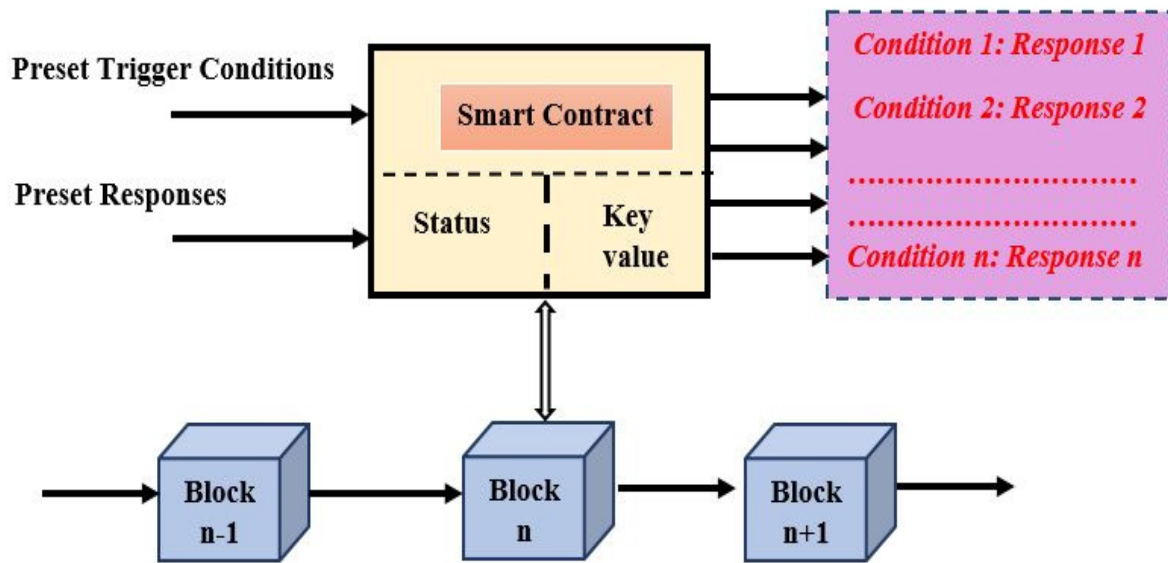 Preset Trigger Conditions
Preset Responses
Smart Contract
Status
Key
value
Condition 1: Response 1
Condition 2: Response 2
..............................
..............................
Condition n: Response n
Block
n-1
Block
n
Block
n+1